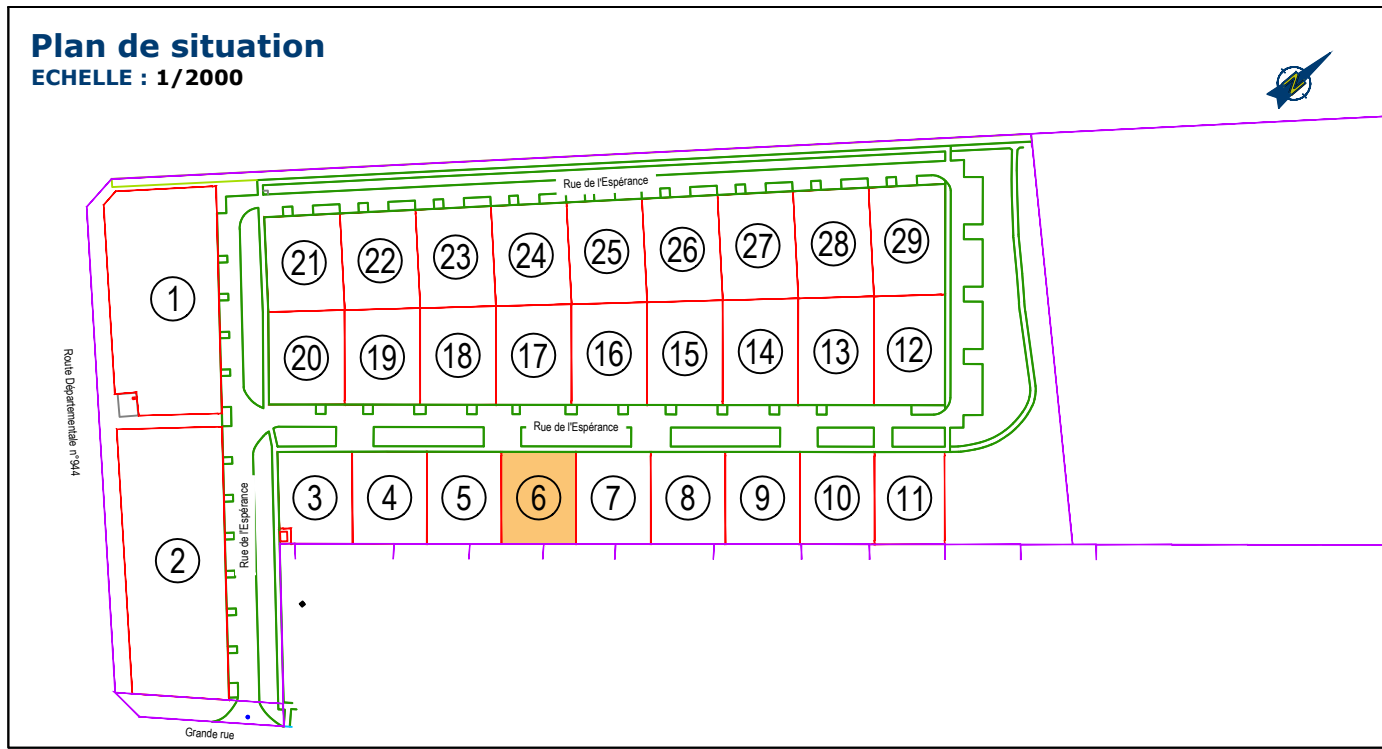 Plan de situation
ECHELLE : 1/2000
N
Rue de l'Espérance
21 22 23 24 25 26 27 28 29
1
20 19 18 17 16 15 14 13 12
Route Départementale n°944
Rue de l'Espérance
3 4 5 6 7 8 9 10 11
Rue de l'Espérance
2
Grande rue